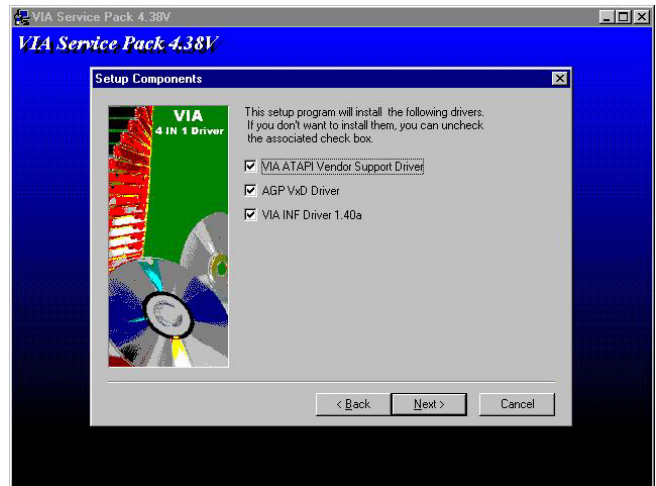 VIA Service Pack 4.38V
VIA Service Pack 4.38V
Setup Components
VIA
4 IN 1 Driver
This setup program will install the following drivers.
If you don't want to install them, you can uncheck
the associated check box.
VIA ATAPI Vendor Support Driver
AGP VxD Driver
VIA INF Driver 1.40a
< Back
Next >
Cancel